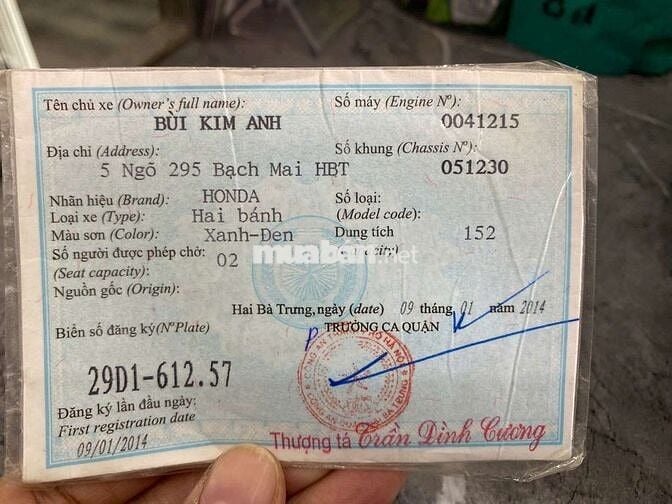 Tên chủ xe (Owner's full name):
BÙI KIM ANH
Số máy (Engine Nº):
0041215
Địa chỉ (Address):
5 Ngõ 295 Bạch Mai HBT
Số khung (Chassis Nº):
051230
Nhãn hiệu (Brand): HONDA
Số loại:
(Model code):
Loại xe (Type): Hai bánh
Màu sơn (Color): Xanh-Đen
Dung tích 152
(Capacity)
Số người được phép chở: 02
(Seat capacity):
Nguồn gốc (Origin):
muaban.net
Hai Bà Trưng, ngày (date) 09 tháng 01 năm 2014
TRƯỞNG CA QUẬN
Biển số đăng ký (Nº Plate)
29D1-612.57
Đăng ký lần đầu ngày:
First registration date
09/01/2014
Thượng tá Trần Đình Cương